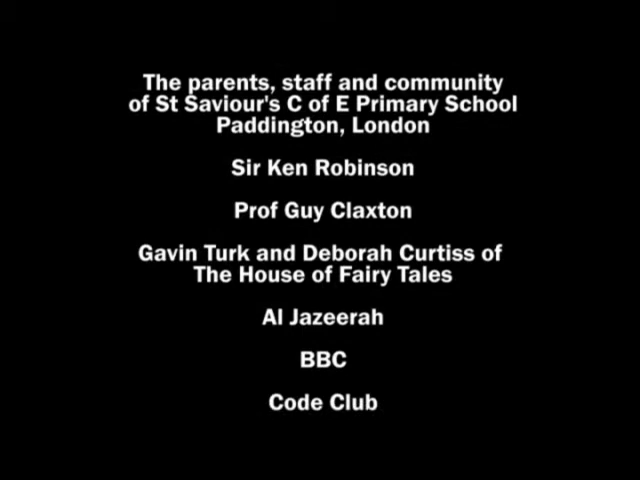 The parents, staff and community
of St Saviour's C of E Primary School
Paddington, London
Sir Ken Robinson
Prof Guy Claxton
Gavin Turk and Deborah Curtiss of
The House of Fairy Tales
Al Jazeerah
BBC
Code Club